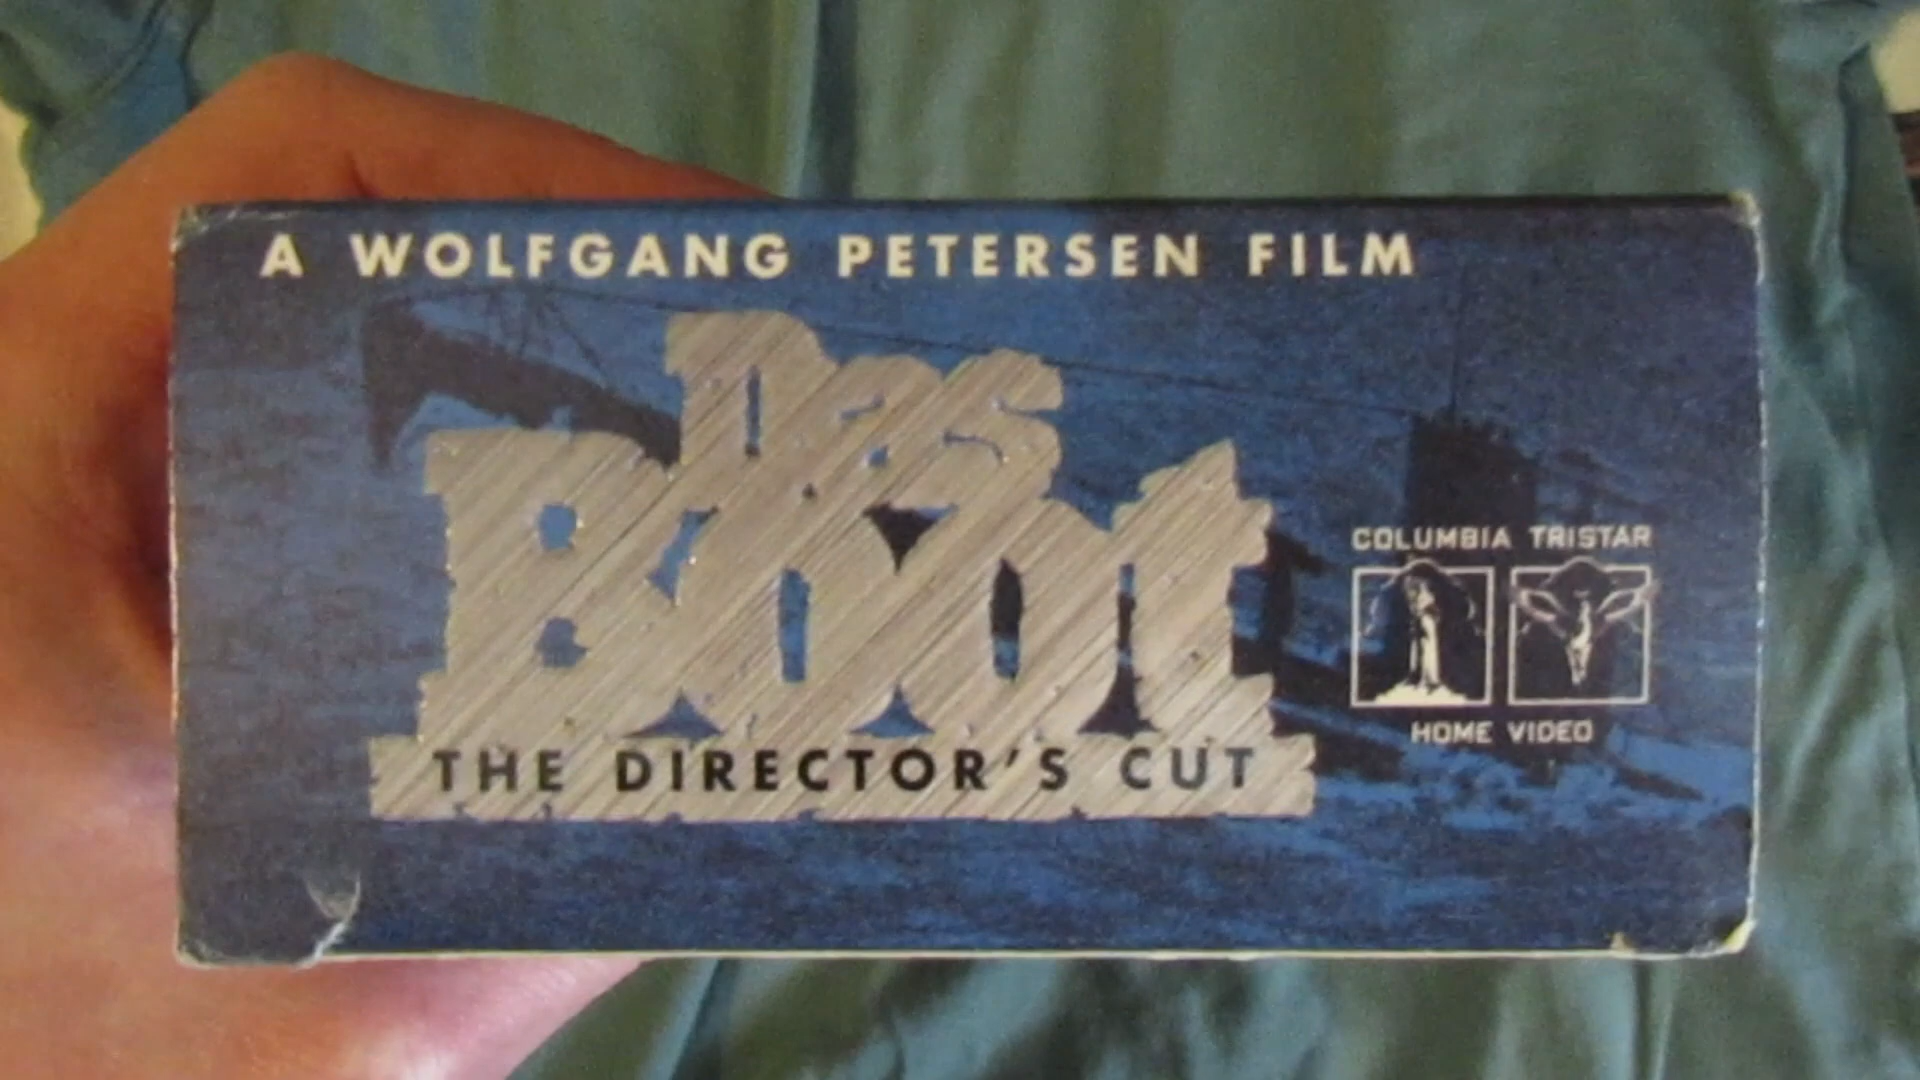 A WOLFGANG PETERSEN FILM
Das
Boot
THE DIRECTOR'S CUT
COLUMBIA TRISTAR
HOME VIDEO